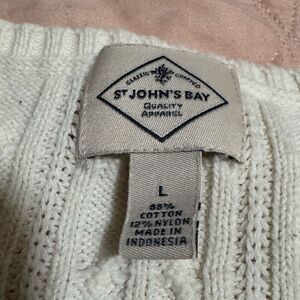 CLASSIC CRAFTED
ST JOHN'S BAY
QUALITY
APPAREL
L
88%
COTTON
12% NYLON
MADE IN
INDONESIA